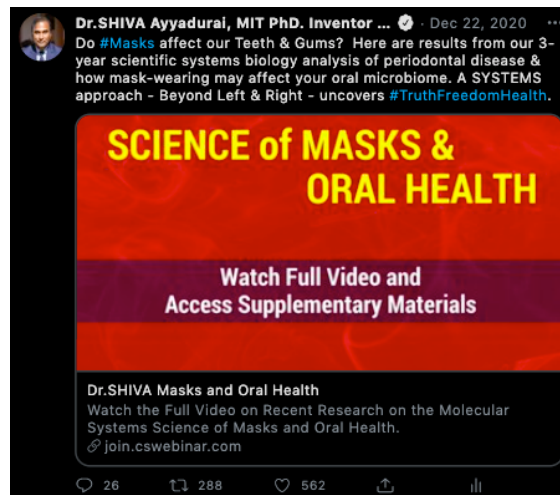 Dr.SHIVA Ayyadurai, MIT PhD. Inventor ... · Dec 22, 2020 ...
Do #Masks affect our Teeth & Gums? Here are results from our 3-
year scientific systems biology analysis of periodontal disease &
how mask-wearing may affect your oral microbiome. A SYSTEMS
approach - Beyond Left & Right - uncovers #TruthFreedomHealth.
SCIENCE of MASKS &
ORAL HEALTH
Watch Full Video and
Access Supplementary Materials
Dr.SHIVA Masks and Oral Health
Watch the Full Video on Recent Research on the Molecular
Systems Science of Masks and Oral Health.
join.cswebinar.com
26 288 562